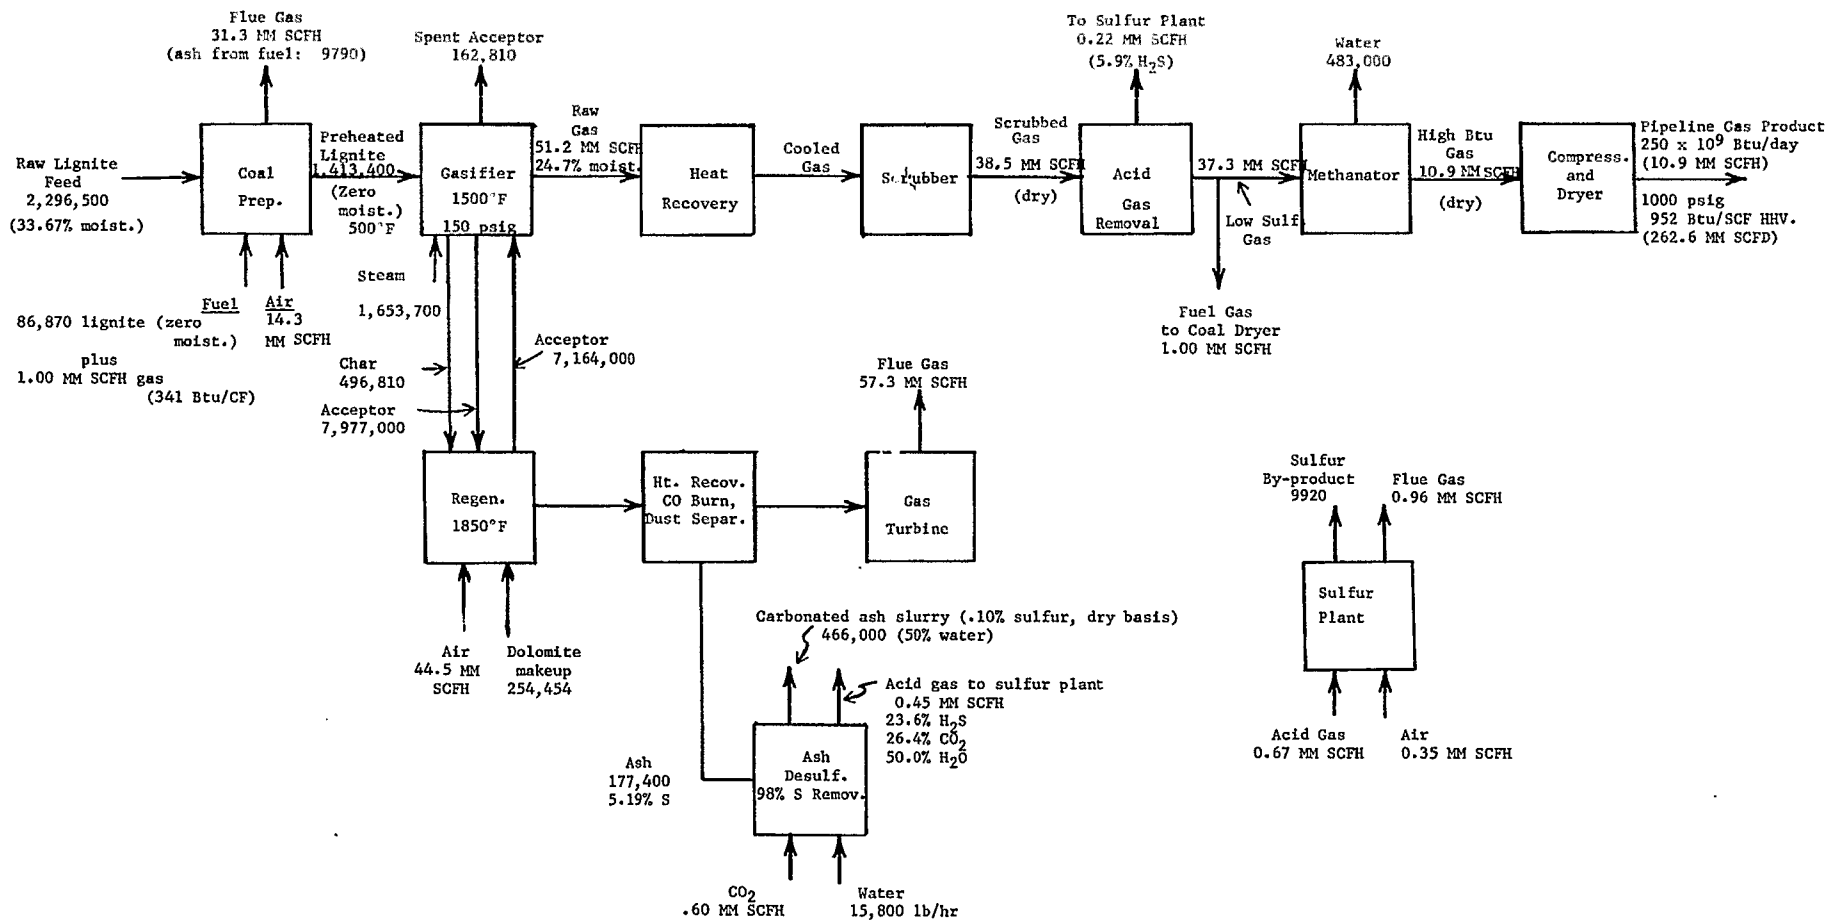 Flue Gas
31.3 MM SCFH
(ash from fuel: 9790)
Spent Acceptor
162,810
To Sulfur Plant
0.22 MM SCFH
(5.9% H2S)
Water
483,000
Raw Lignite
Feed
2,296,500
(33.67% moist.)
Coal
Prep.
Preheated
Lignite
1,413,400
(Zero
moist.)
500°F
Gasifier
1500°F
150 psig
Raw
Gas
51.2 MM SCFH
24.7% moist.
Heat
Recovery
Cooled
Gas
Scrubber
Scrubbed
Gas
38.5 MM SCFH
(dry)
Acid
Gas
Removal
37.3 MM SCFH
Low Sulf.
Gas
Methanator
High Btu
Gas
10.9 MM SCFH
(dry)
Compress.
and
Dryer
Pipeline Gas Product
250 x 10⁹ Btu/day
(10.9 MM SCFH)
1000 psig
952 Btu/SCF HHV.
(262.6 MM SCFD)
Fuel
86,870 lignite (zero
moist.)
plus
1.00 MM SCFH gas
(341 Btu/CF)
Air
14.3
MM SCFH
Steam
1,653,700
Char
496,810
Acceptor
7,977,000
Acceptor
7,164,000
Fuel Gas
to Coal Dryer
1.00 MM SCFH
Flue Gas
57.3 MM SCFH
Regen.
1850°F
Ht. Recov.
CO Burn,
Dust Separ.
Gas
Turbine
Air
44.5 MM
SCFH
Dolomite
makeup
254,454
Carbonated ash slurry (.10% sulfur, dry basis)
466,000 (50% water)
Acid gas to sulfur plant
0.45 MM SCFH
23.6% H2S
26.4% CO2
50.0% H2O
Ash
177,400
5.19% S
Ash
Desulf.
98% S Remov.
CO2
.60 MM SCFH
Water
15,800 lb/hr
Sulfur
By-product
9920
Flue Gas
0.96 MM SCFH
Sulfur
Plant
Acid Gas
0.67 MM SCFH
Air
0.35 MM SCFH